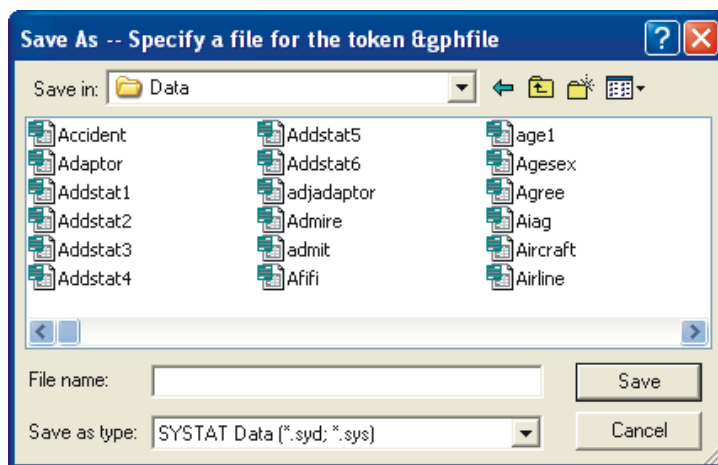 Save As -- Specify a file for the token &gphfile
Save in: Data
Accident Addstat5 age1
Adaptor Addstat6 Agesex
Addstat1 adjadaptor Agree
Addstat2 Admire Aiag
Addstat3 admit Aircraft
Addstat4 Afifi Airline
File name: Save
Save as type: SYSTAT Data (*.syd; *.sys) Cancel